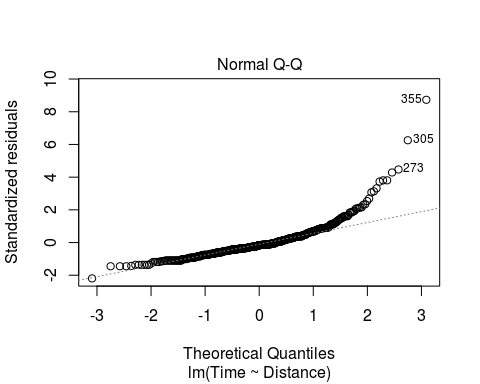 Normal Q-Q
Standardized residuals
10
8
6
4
2
0
-2
355
305
273
-3 -2 -1 0 1 2 3
Theoretical Quantiles
lm(Time ~ Distance)